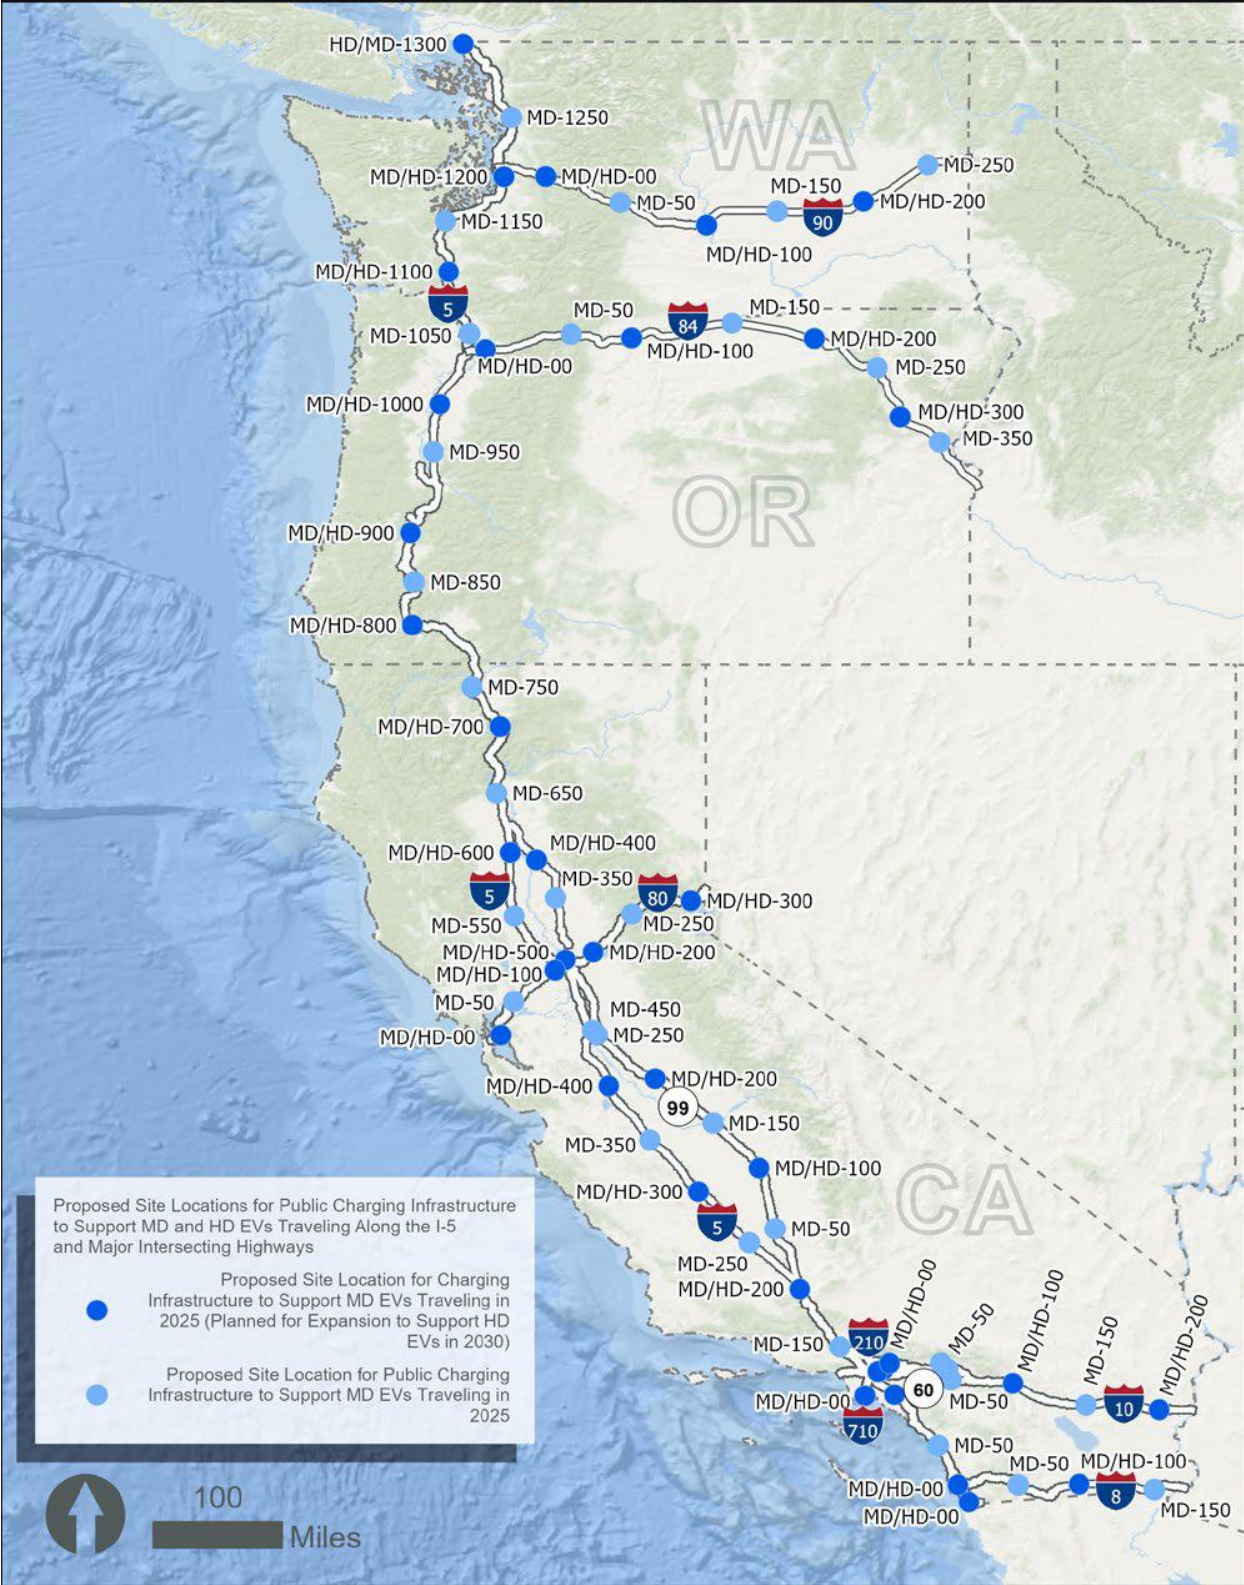 HD/MD-1300
MD-1250
WA
MD/HD-1200
MD/HD-00
MD-250
MD-150
MD-50
MD/HD-200
MD-1150
90
MD/HD-100
MD/HD-1100
5
MD-50
84
MD-150
MD-1050
MD/HD-200
MD/HD-100
MD/HD-00
MD-250
MD/HD-1000
MD/HD-300
MD-350
MD-950
OR
MD/HD-900
MD-850
MD/HD-800
MD-750
MD/HD-700
MD-650
MD/HD-400
MD/HD-600
MD-350
5
80
MD/HD-300
MD-550
MD-250
MD/HD-500
MD/HD-200
MD/HD-100
MD-50
MD-450
MD-250
MD/HD-00
MD/HD-200
MD/HD-400
99
MD-150
MD-350
MD/HD-100
MD/HD-300
CA
5
MD-50
MD-250
MD/HD-200
MD/HD-00
MD-50
MD/HD-100
MD-150
MD/HD-200
MD-150
210
60
MD/HD-00
MD-50
10
710
MD-50
MD-50
MD/HD-100
MD/HD-00
8
MD/HD-00
MD-150
Proposed Site Locations for Public Charging Infrastructure
to Support MD and HD EVs Traveling Along the I-5
and Major Intersecting Highways
Proposed Site Location for Charging
Infrastructure to Support MD EVs Traveling in
2025 (Planned for Expansion to Support HD
EVs in 2030)
Proposed Site Location for Public Charging
Infrastructure to Support MD EVs Traveling in
2025
100
Miles